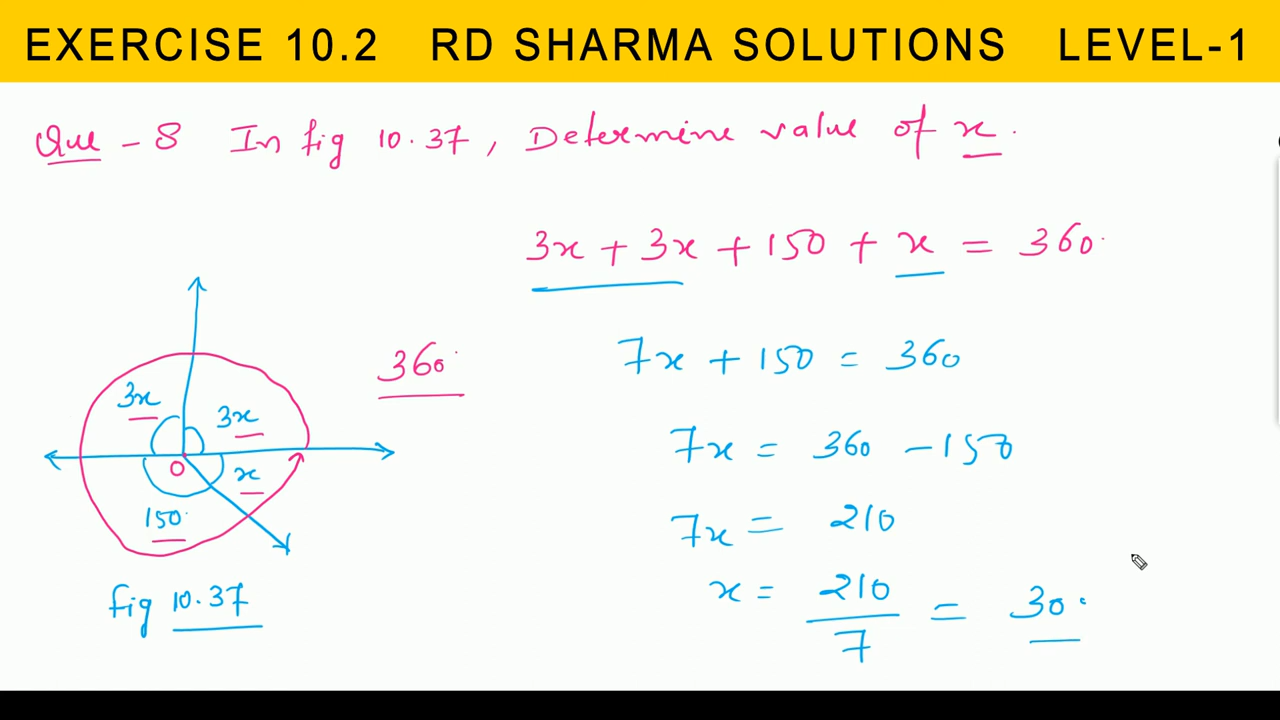 EXERCISE 10.2 RD SHARMA SOLUTIONS LEVEL-1
Que - 8 In fig 10.37, Determine value of x.
3x + 3x + 150 + x = 360°
360°
7x + 150 = 360
3x
3x
7x = 360 - 150
O
x
150°
7x = 210
fig 10.37
x = 210/7 = 30°